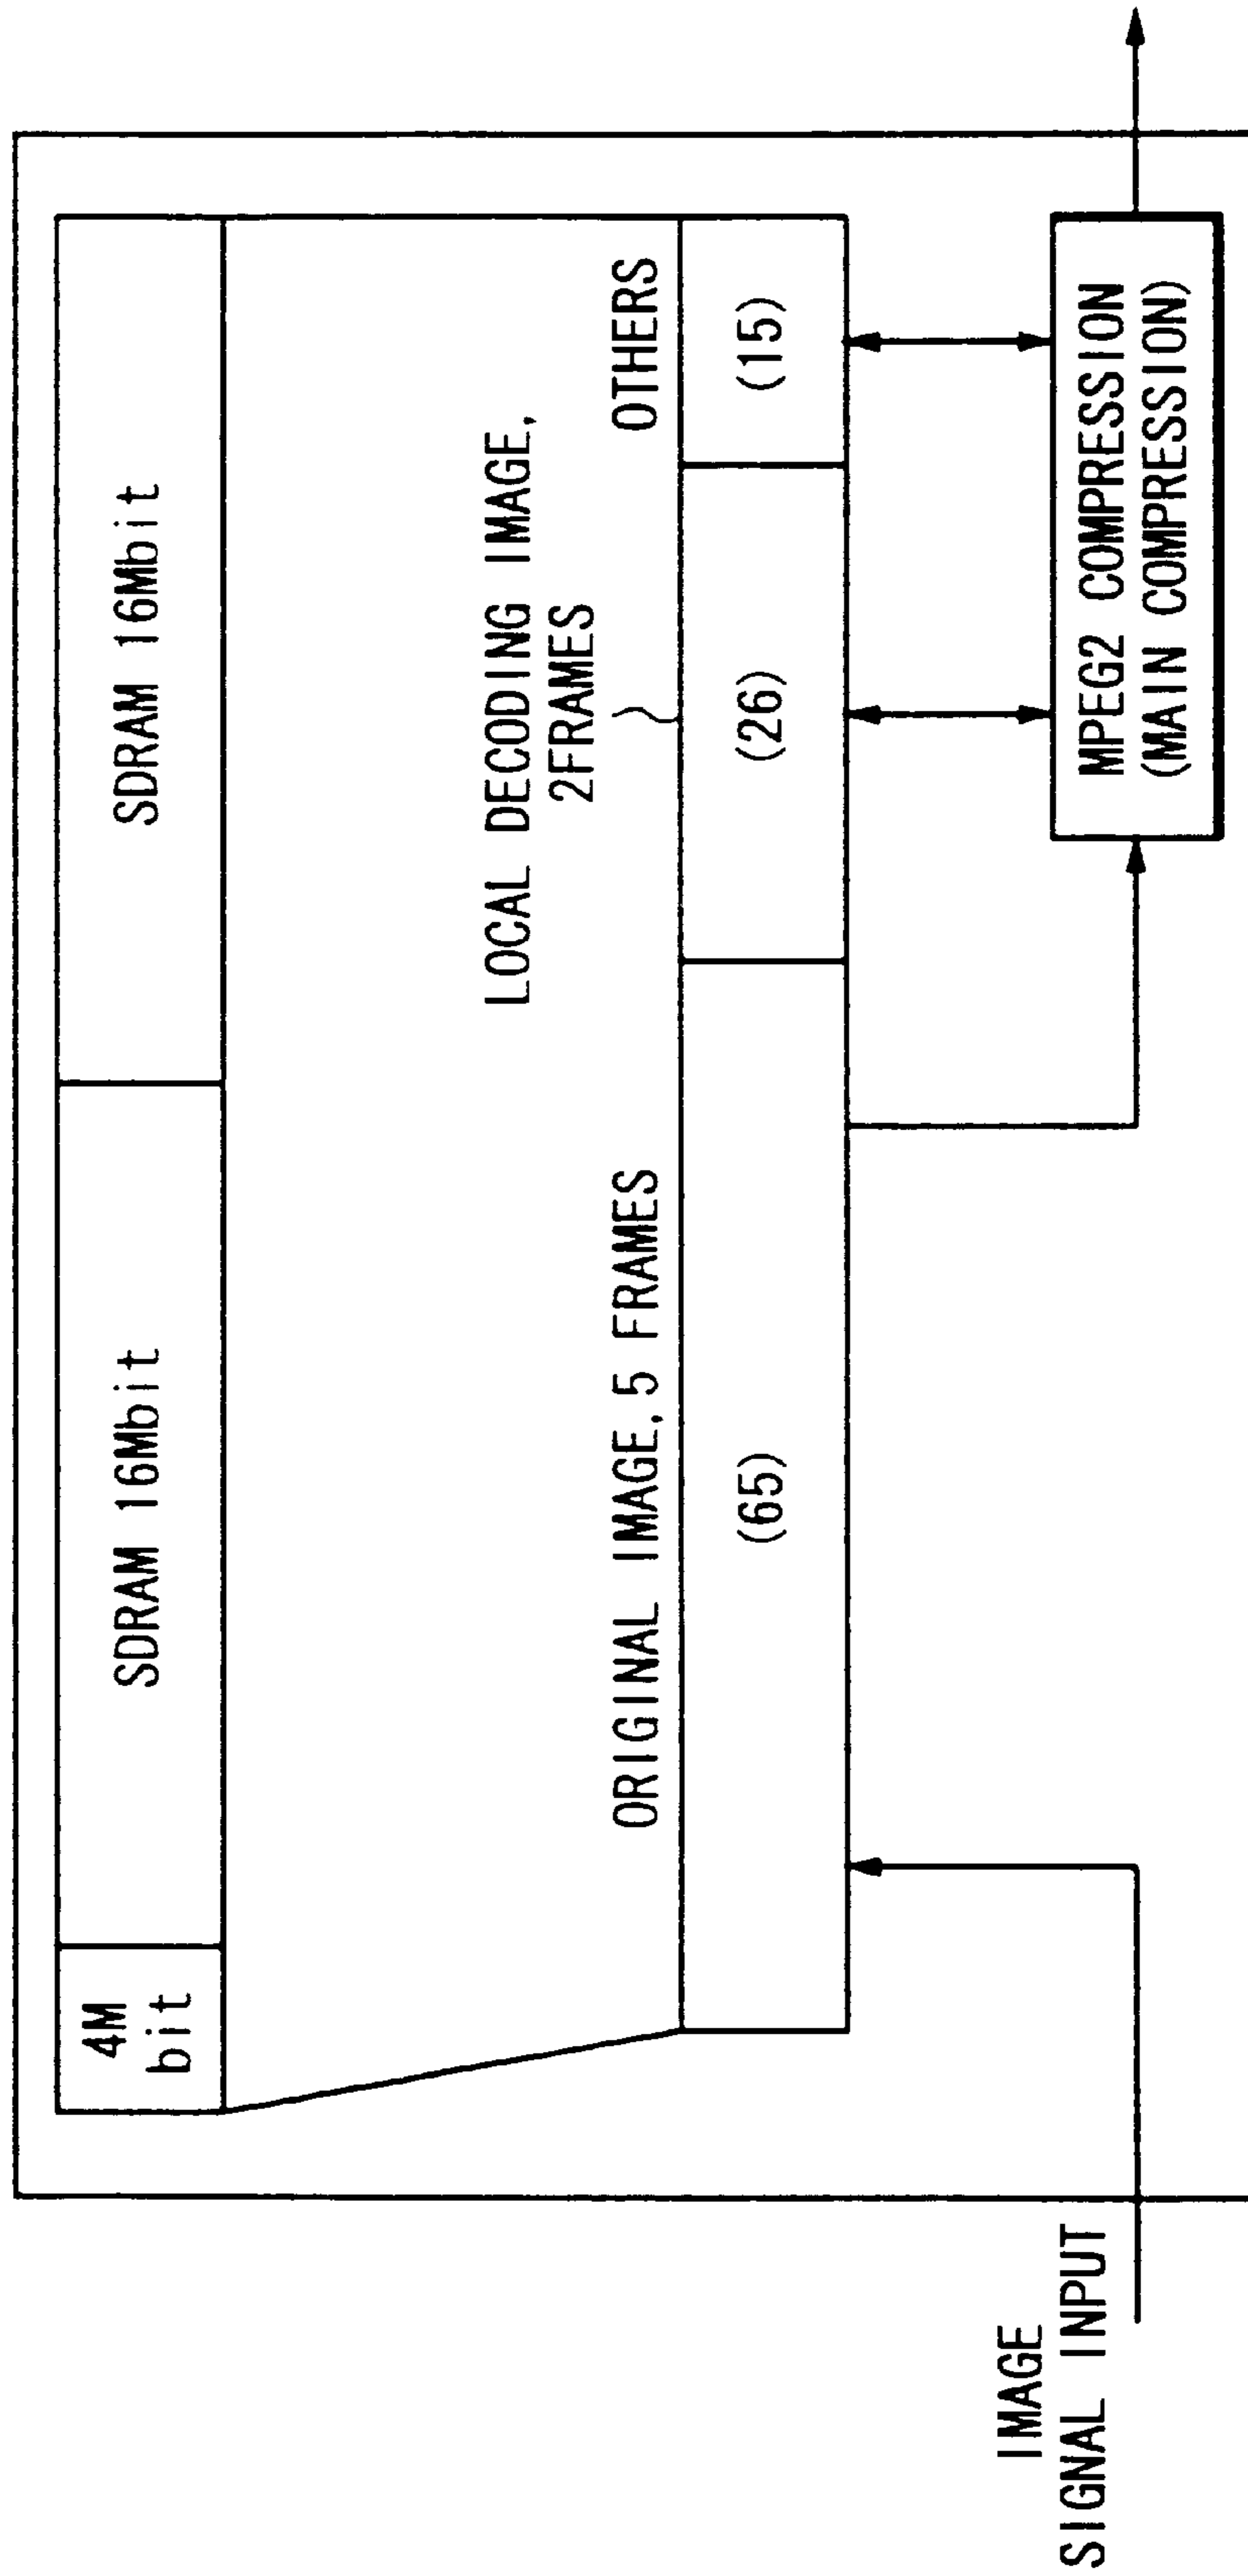 4M
bit
SDRAM 16Mbit
SDRAM 16Mbit
LOCAL DECODING IMAGE,
2FRAMES
ORIGINAL IMAGE, 5 FRAMES
OTHERS
(65)
(26)
(15)
IMAGE
SIGNAL INPUT
MPEG2 COMPRESSION
(MAIN COMPRESSION)